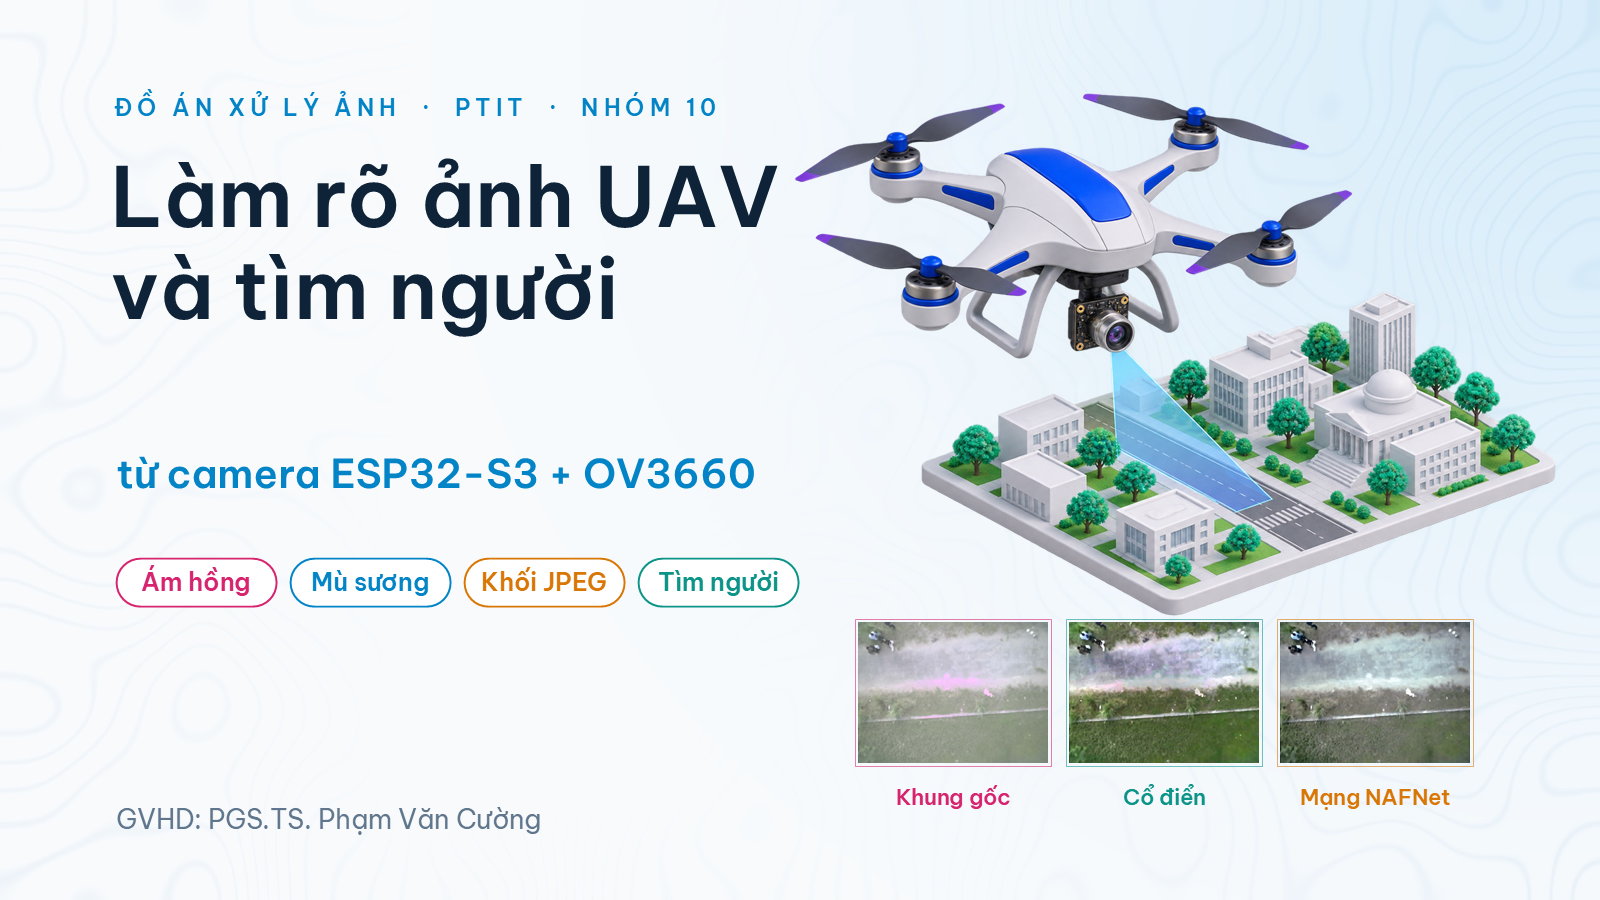 ĐỒ ÁN XỬ LÝ ẢNH · PTIT · NHÓM 10
Làm rõ ảnh UAV
và tìm người
từ camera ESP32-S3 + OV3660
Ám hồng
Mù sương
Khối JPEG
Tìm người
Khung gốc
Cổ điển
Mạng NAFNet
GVHD: PGS.TS. Phạm Văn Cường